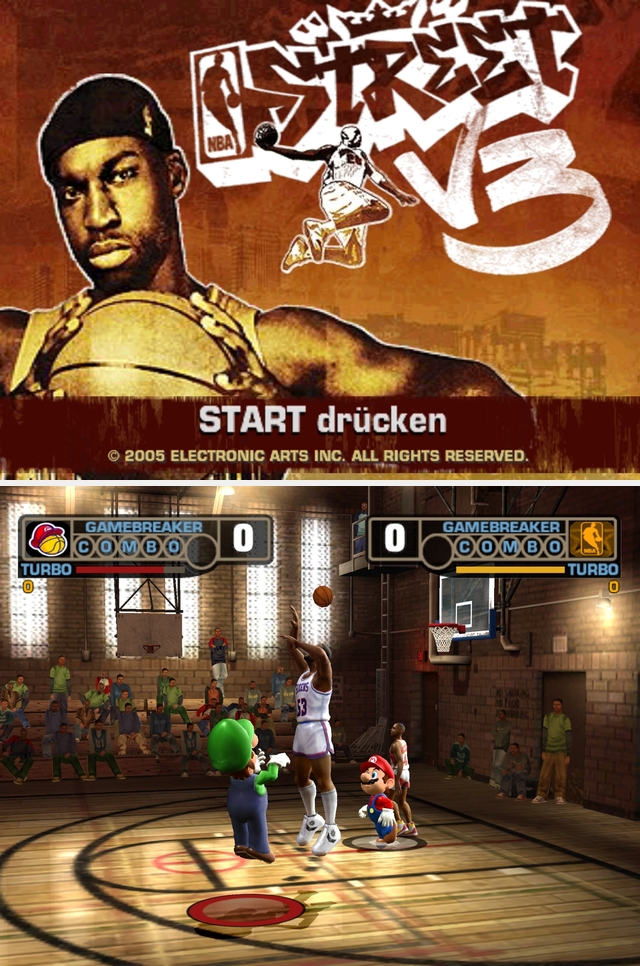 STREET
NBA
V3
START drücken
© 2005 ELECTRONIC ARTS INC. ALL RIGHTS RESERVED.
GAMEBREAKER
COMBO
0
TURBO
0
0
GAMEBREAKER
COMBO
TURBO
0
53